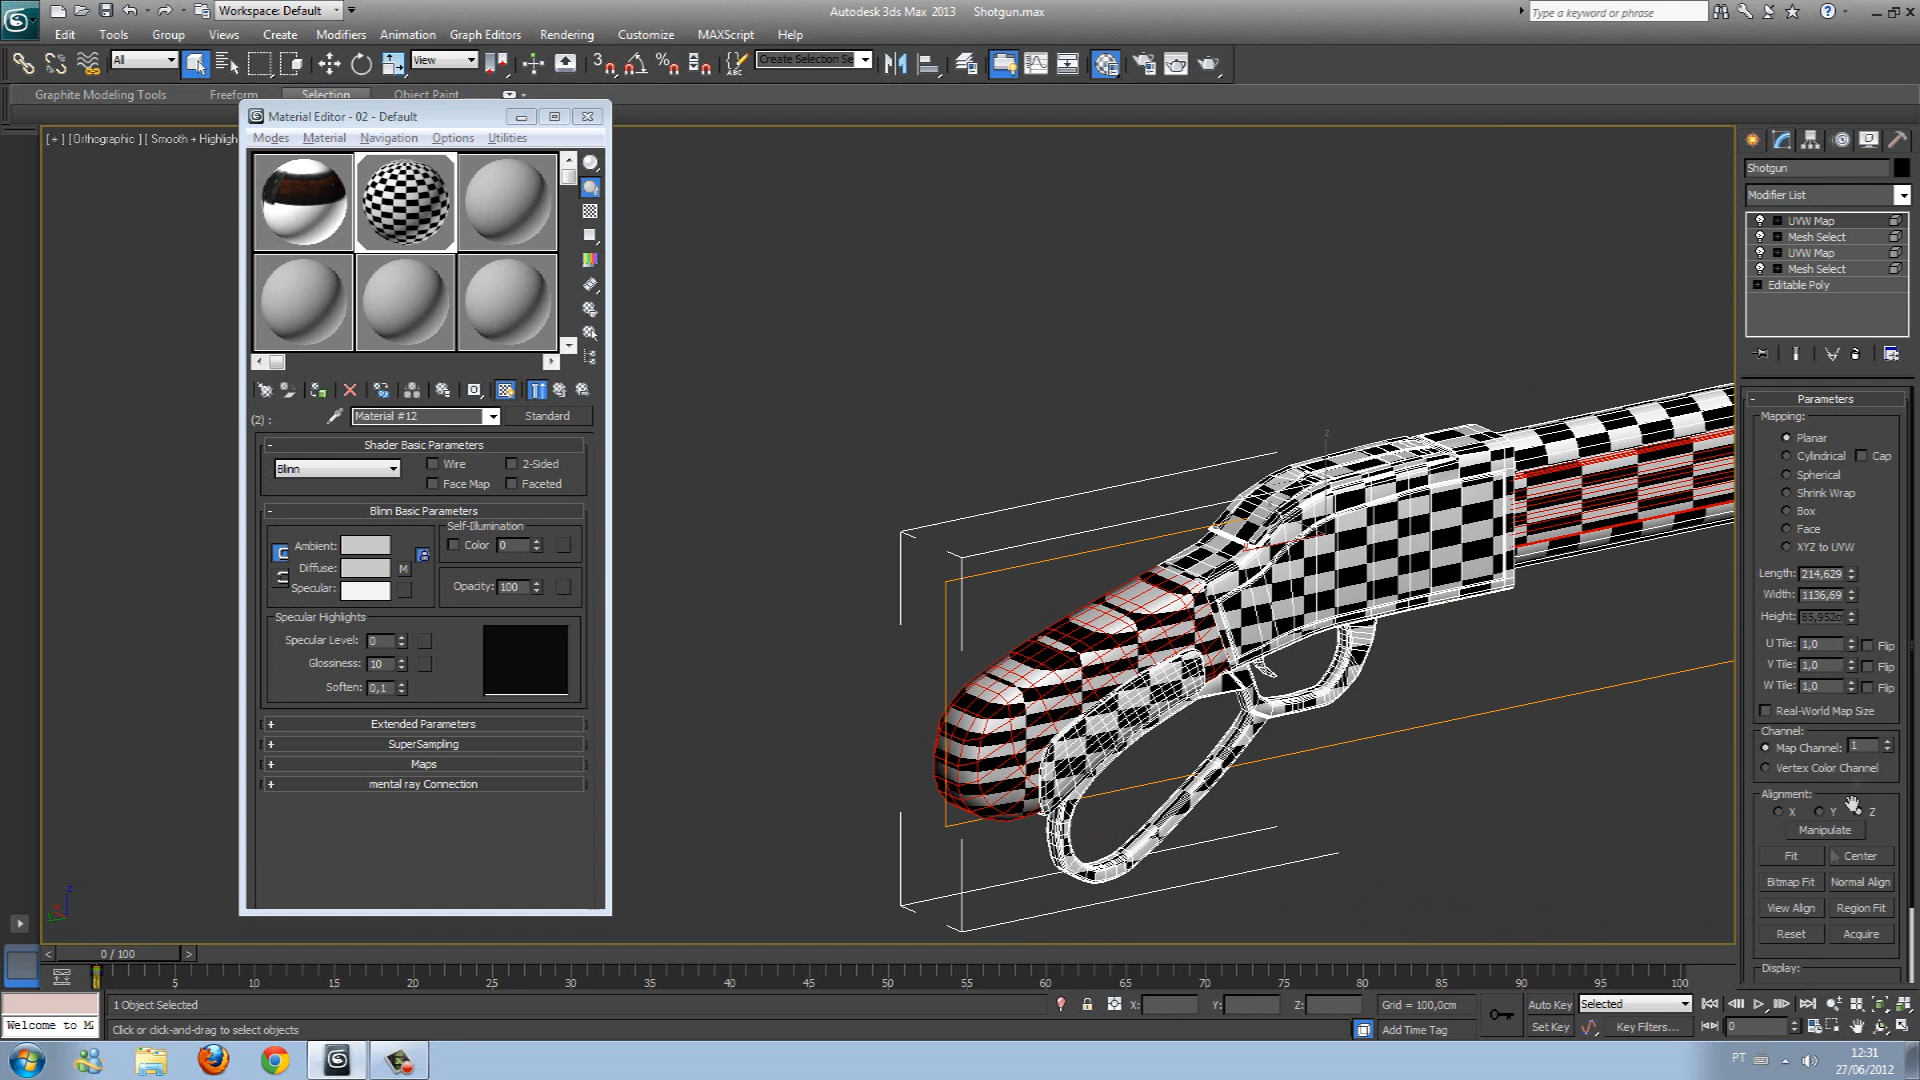 Workspace: Default
Autodesk 3ds Max 2013 Shotgun.max
Type a keyword or phrase
Edit Tools Group Views Create Modifiers Animation Graph Editors Rendering Customize MAXScript Help
All
View
3
Create Selection Se
Graphite Modeling Tools Freeform Selection Object Paint
[ + ] [ Orthographic ] [ Smooth + Highligh
Material Editor - 02 - Default
Modes Material Navigation Options Utilities
(2) :
Material #12
Standard
- Shader Basic Parameters
Blinn
Wire 2-Sided
Face Map Faceted
- Blinn Basic Parameters
Self-Illumination
Ambient:
Color 0
Diffuse: M
Specular:
Opacity: 100
Specular Highlights
Specular Level: 0
Glossiness: 10
Soften: 0,1
+ Extended Parameters
+ SuperSampling
+ Maps
+ mental ray Connection
Shotgun
Modifier List
UVW Map
Mesh Select
UVW Map
Mesh Select
Editable Poly
- Parameters
Mapping:
Planar
Cylindrical Cap
Spherical
Shrink Wrap
Box
Face
XYZ to UVW
Length: 214,629
Width: 1136,69
Height: 85,952c
U Tile: 1,0 Flip
V Tile: 1,0 Flip
W Tile: 1,0 Flip
Real-World Map Size
Channel:
Map Channel: 1
Vertex Color Channel
Alignment:
X Y Z
Manipulate
Fit Center
Bitmap Fit Normal Align
View Align Region Fit
Reset Acquire
Display:
z
< 0 / 100 >
5 10 15 20 25 30 35 40 45 50 55 60 65 70 75 80 85 90 95 100
1 Object Selected
X: Y: Z:
Grid = 100,0cm
Auto Key Selected
Welcome to M
Click or click-and-drag to select objects
Add Time Tag
Set Key Key Filters...
0
PT
12:31
27/06/2012